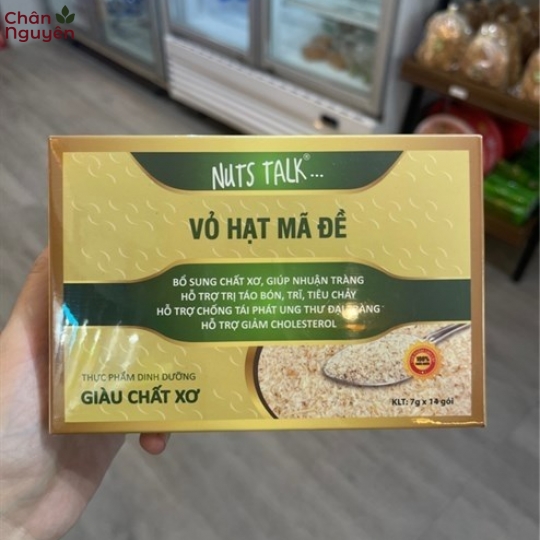 Chân
Nguyên
NUTS TALK®...
VỎ HẠT MÃ ĐỀ
BỔ SUNG CHẤT XƠ, GIÚP NHUẬN TRÀNG
HỖ TRỢ TRỊ TÁO BÓN, TRĨ, TIÊU CHẢY
HỖ TRỢ CHỐNG TÁI PHÁT UNG THƯ ĐẠI TRÀNG
HỖ TRỢ GIẢM CHOLESTEROL
THỰC PHẨM DINH DƯỠNG
GIÀU CHẤT XƠ
100%
KLT: 7g x 14 gói